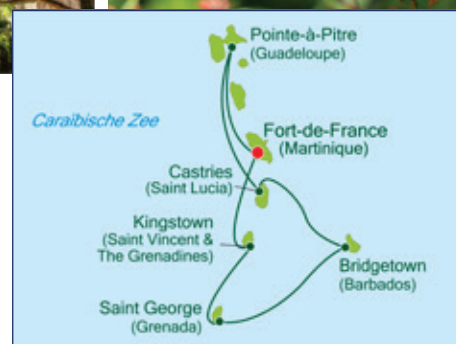 Pointe-à-Pitre
(Guadeloupe)
Caraïbische Zee
Fort-de-France
(Martinique)
Castries
(Saint Lucia)
Kingstown
(Saint Vincent &
The Grenadines)
Bridgetown
(Barbados)
Saint George
(Grenada)